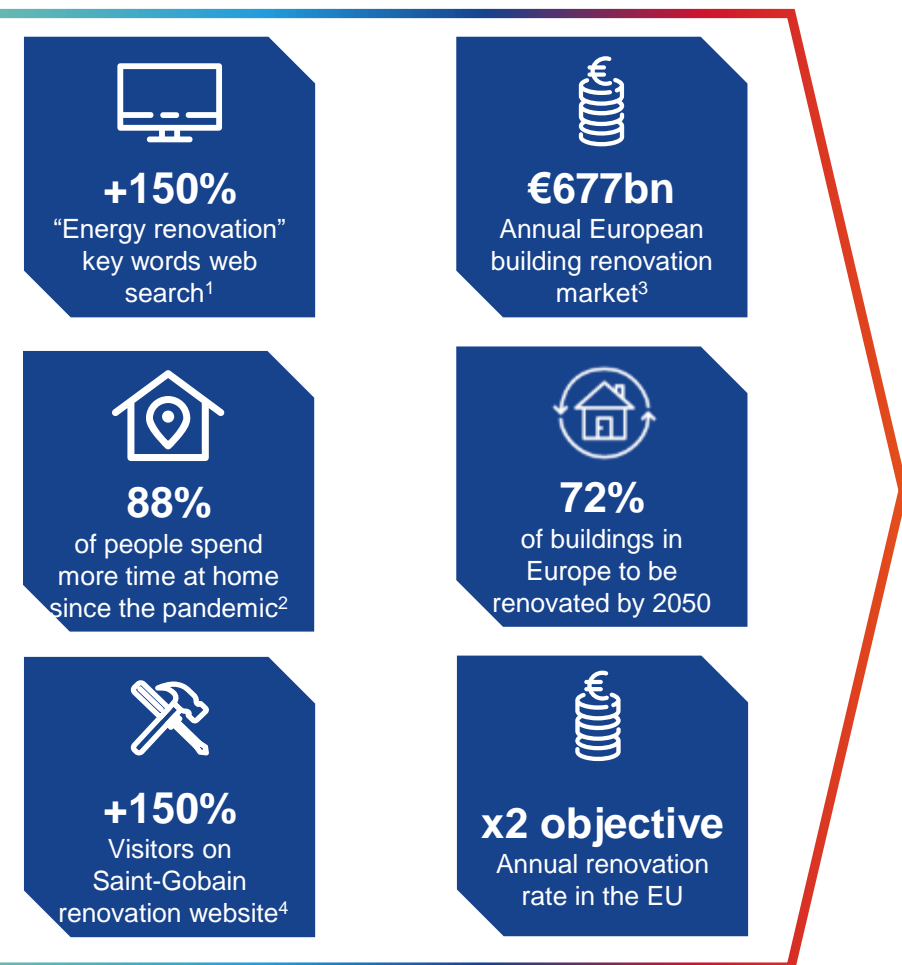 +150%
“Energy renovation”
key words web
search¹
€677bn
Annual European
building renovation
market³
88%
of people spend
more time at home
since the pandemic²
72%
of buildings in
Europe to be
renovated by 2050
+150%
Visitors on
Saint-Gobain
renovation website⁴
x2 objective
Annual renovation
rate in the EU